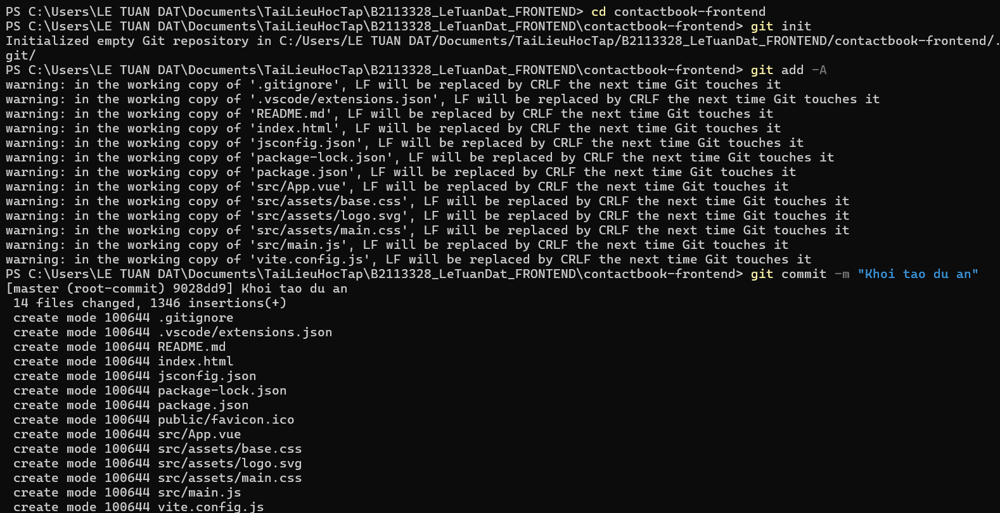 PS C:\Users\LE TUAN DAT\Documents\TaiLieuHocTap\B2113328_LeTuanDat_FRONTEND> cd contactbook-frontend
PS C:\Users\LE TUAN DAT\Documents\TaiLieuHocTap\B2113328_LeTuanDat_FRONTEND\contactbook-frontend> git init
Initialized empty Git repository in C:/Users/LE TUAN DAT/Documents/TaiLieuHocTap/B2113328_LeTuanDat_FRONTEND/contactbook-frontend/.
git/
PS C:\Users\LE TUAN DAT\Documents\TaiLieuHocTap\B2113328_LeTuanDat_FRONTEND\contactbook-frontend> git add -A
warning: in the working copy of '.gitignore', LF will be replaced by CRLF the next time Git touches it
warning: in the working copy of '.vscode/extensions.json', LF will be replaced by CRLF the next time Git touches it
warning: in the working copy of 'README.md', LF will be replaced by CRLF the next time Git touches it
warning: in the working copy of 'index.html', LF will be replaced by CRLF the next time Git touches it
warning: in the working copy of 'jsconfig.json', LF will be replaced by CRLF the next time Git touches it
warning: in the working copy of 'package-lock.json', LF will be replaced by CRLF the next time Git touches it
warning: in the working copy of 'package.json', LF will be replaced by CRLF the next time Git touches it
warning: in the working copy of 'src/App.vue', LF will be replaced by CRLF the next time Git touches it
warning: in the working copy of 'src/assets/base.css', LF will be replaced by CRLF the next time Git touches it
warning: in the working copy of 'src/assets/logo.svg', LF will be replaced by CRLF the next time Git touches it
warning: in the working copy of 'src/assets/main.css', LF will be replaced by CRLF the next time Git touches it
warning: in the working copy of 'src/main.js', LF will be replaced by CRLF the next time Git touches it
warning: in the working copy of 'vite.config.js', LF will be replaced by CRLF the next time Git touches it
PS C:\Users\LE TUAN DAT\Documents\TaiLieuHocTap\B2113328_LeTuanDat_FRONTEND\contactbook-frontend> git commit -m "Khoi tao du an"
[master (root-commit) 9028dd9] Khoi tao du an
 14 files changed, 1346 insertions(+)
 create mode 100644 .gitignore
 create mode 100644 .vscode/extensions.json
 create mode 100644 README.md
 create mode 100644 index.html
 create mode 100644 jsconfig.json
 create mode 100644 package-lock.json
 create mode 100644 package.json
 create mode 100644 public/favicon.ico
 create mode 100644 src/App.vue
 create mode 100644 src/assets/base.css
 create mode 100644 src/assets/logo.svg
 create mode 100644 src/assets/main.css
 create mode 100644 src/main.js
 create mode 100644 vite.config.js